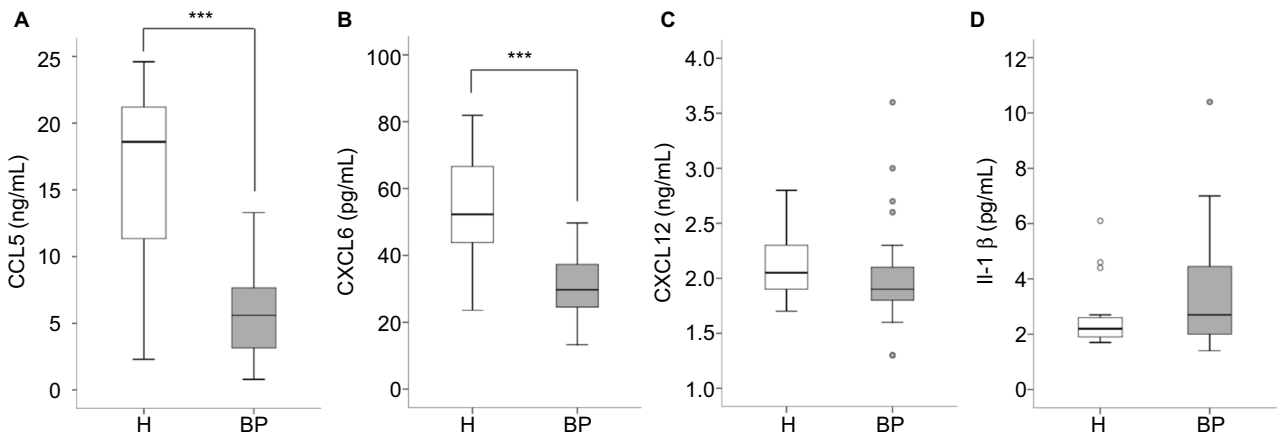 A
***
CCL5 (ng/mL)
25
20
15
10
5
0
H
BP
B
***
CXCL6 (pg/mL)
100
80
60
40
20
0
H
BP
C
CXCL12 (ng/mL)
4.0
3.5
3.0
2.5
2.0
1.5
1.0
H
BP
D
Il-1 β (pg/mL)
12
10
8
6
4
2
0
H
BP